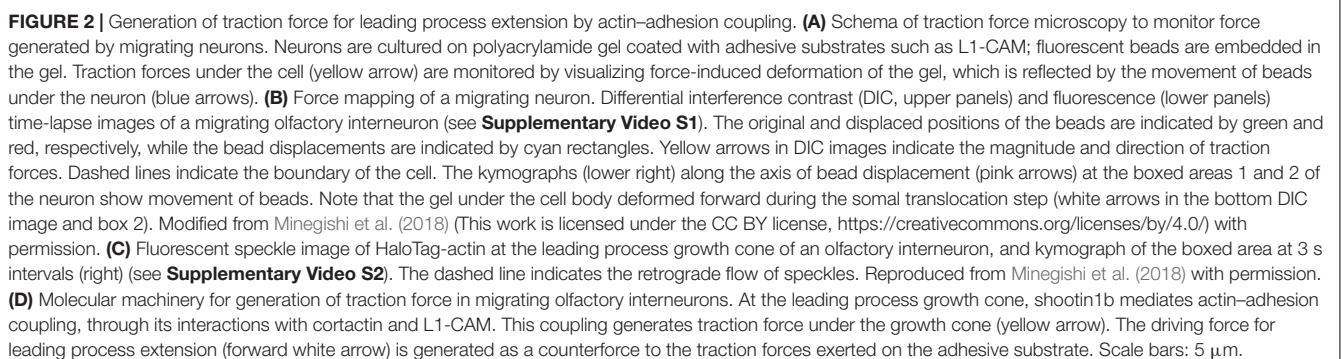 FIGURE 2 | Generation of traction force for leading process extension by actin–adhesion coupling. (A) Schema of traction force microscopy to monitor force
generated by migrating neurons. Neurons are cultured on polyacrylamide gel coated with adhesive substrates such as L1-CAM; fluorescent beads are embedded in
the gel. Traction forces under the cell (yellow arrow) are monitored by visualizing force-induced deformation of the gel, which is reflected by the movement of beads
under the neuron (blue arrows). (B) Force mapping of a migrating neuron. Differential interference contrast (DIC, upper panels) and fluorescence (lower panels)
time-lapse images of a migrating olfactory interneuron (see Supplementary Video S1). The original and displaced positions of the beads are indicated by green and
red, respectively, while the bead displacements are indicated by cyan rectangles. Yellow arrows in DIC images indicate the magnitude and direction of traction
forces. Dashed lines indicate the boundary of the cell. The kymographs (lower right) along the axis of bead displacement (pink arrows) at the boxed areas 1 and 2 of
the neuron show movement of beads. Note that the gel under the cell body deformed forward during the somal translocation step (white arrows in the bottom DIC
image and box 2). Modified from Minegishi et al. (2018) (This work is licensed under the CC BY license, https://creativecommons.org/licenses/by/4.0/) with
permission. (C) Fluorescent speckle image of HaloTag-actin at the leading process growth cone of an olfactory interneuron, and kymograph of the boxed area at 3 s
intervals (right) (see Supplementary Video S2). The dashed line indicates the retrograde flow of speckles. Reproduced from Minegishi et al. (2018) with permission.
(D) Molecular machinery for generation of traction force in migrating olfactory interneurons. At the leading process growth cone, shootin1b mediates actin–adhesion
coupling, through its interactions with cortactin and L1-CAM. This coupling generates traction force under the growth cone (yellow arrow). The driving force for
leading process extension (forward white arrow) is generated as a counterforce to the traction forces exerted on the adhesive substrate. Scale bars: 5 μm.